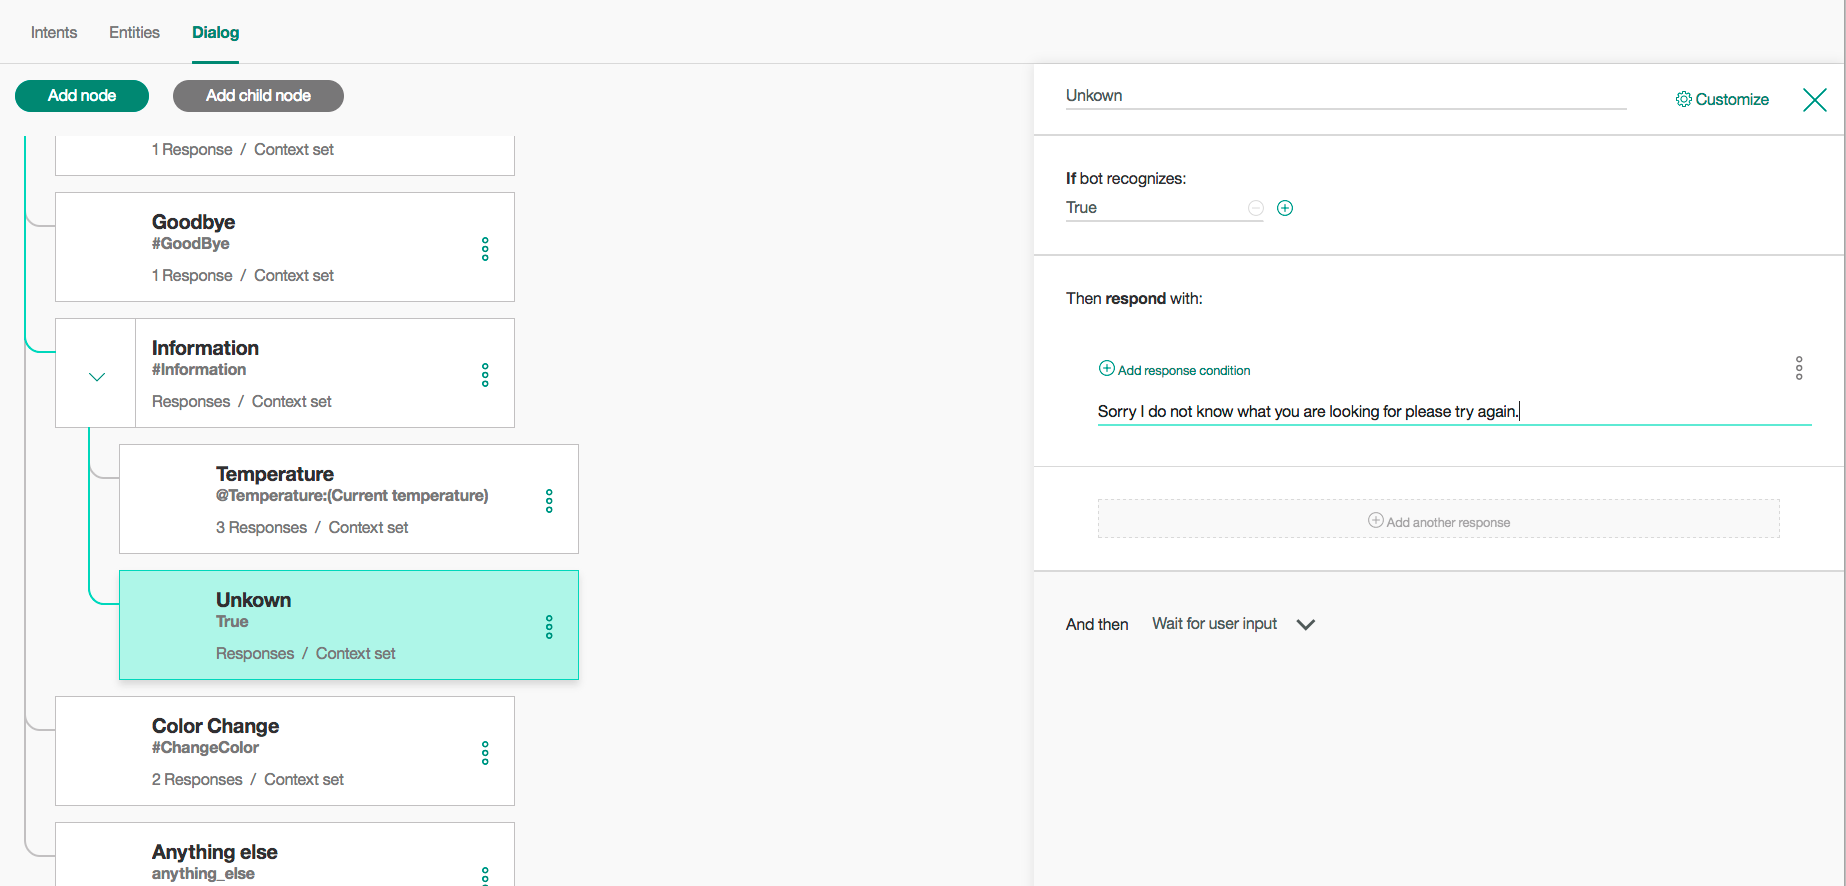 Intents Entities Dialog
Add node Add child node
1 Response / Context set
Goodbye
#GoodBye
1 Response / Context set
Information
#Information
Responses / Context set
Temperature
@Temperature:(Current temperature)
3 Responses / Context set
Unkown
True
Responses / Context set
Color Change
#ChangeColor
2 Responses / Context set
Anything else
anything_else
Unkown
Customize
If bot recognizes:
True
Then respond with:
Add response condition
Sorry I do not know what you are looking for please try again.
Add another response
And then Wait for user input